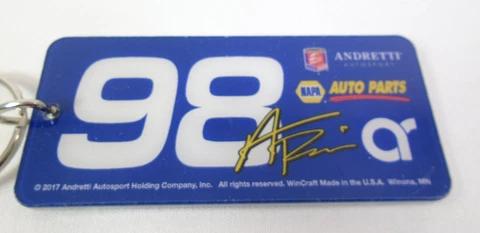 98
ANDRETTI
AUTOSPORT
NAPA AUTO PARTS
ar
© 2017 Andretti Autosport Holding Company, Inc. All rights reserved. WinCraft Made in the U.S.A. Winona, MN